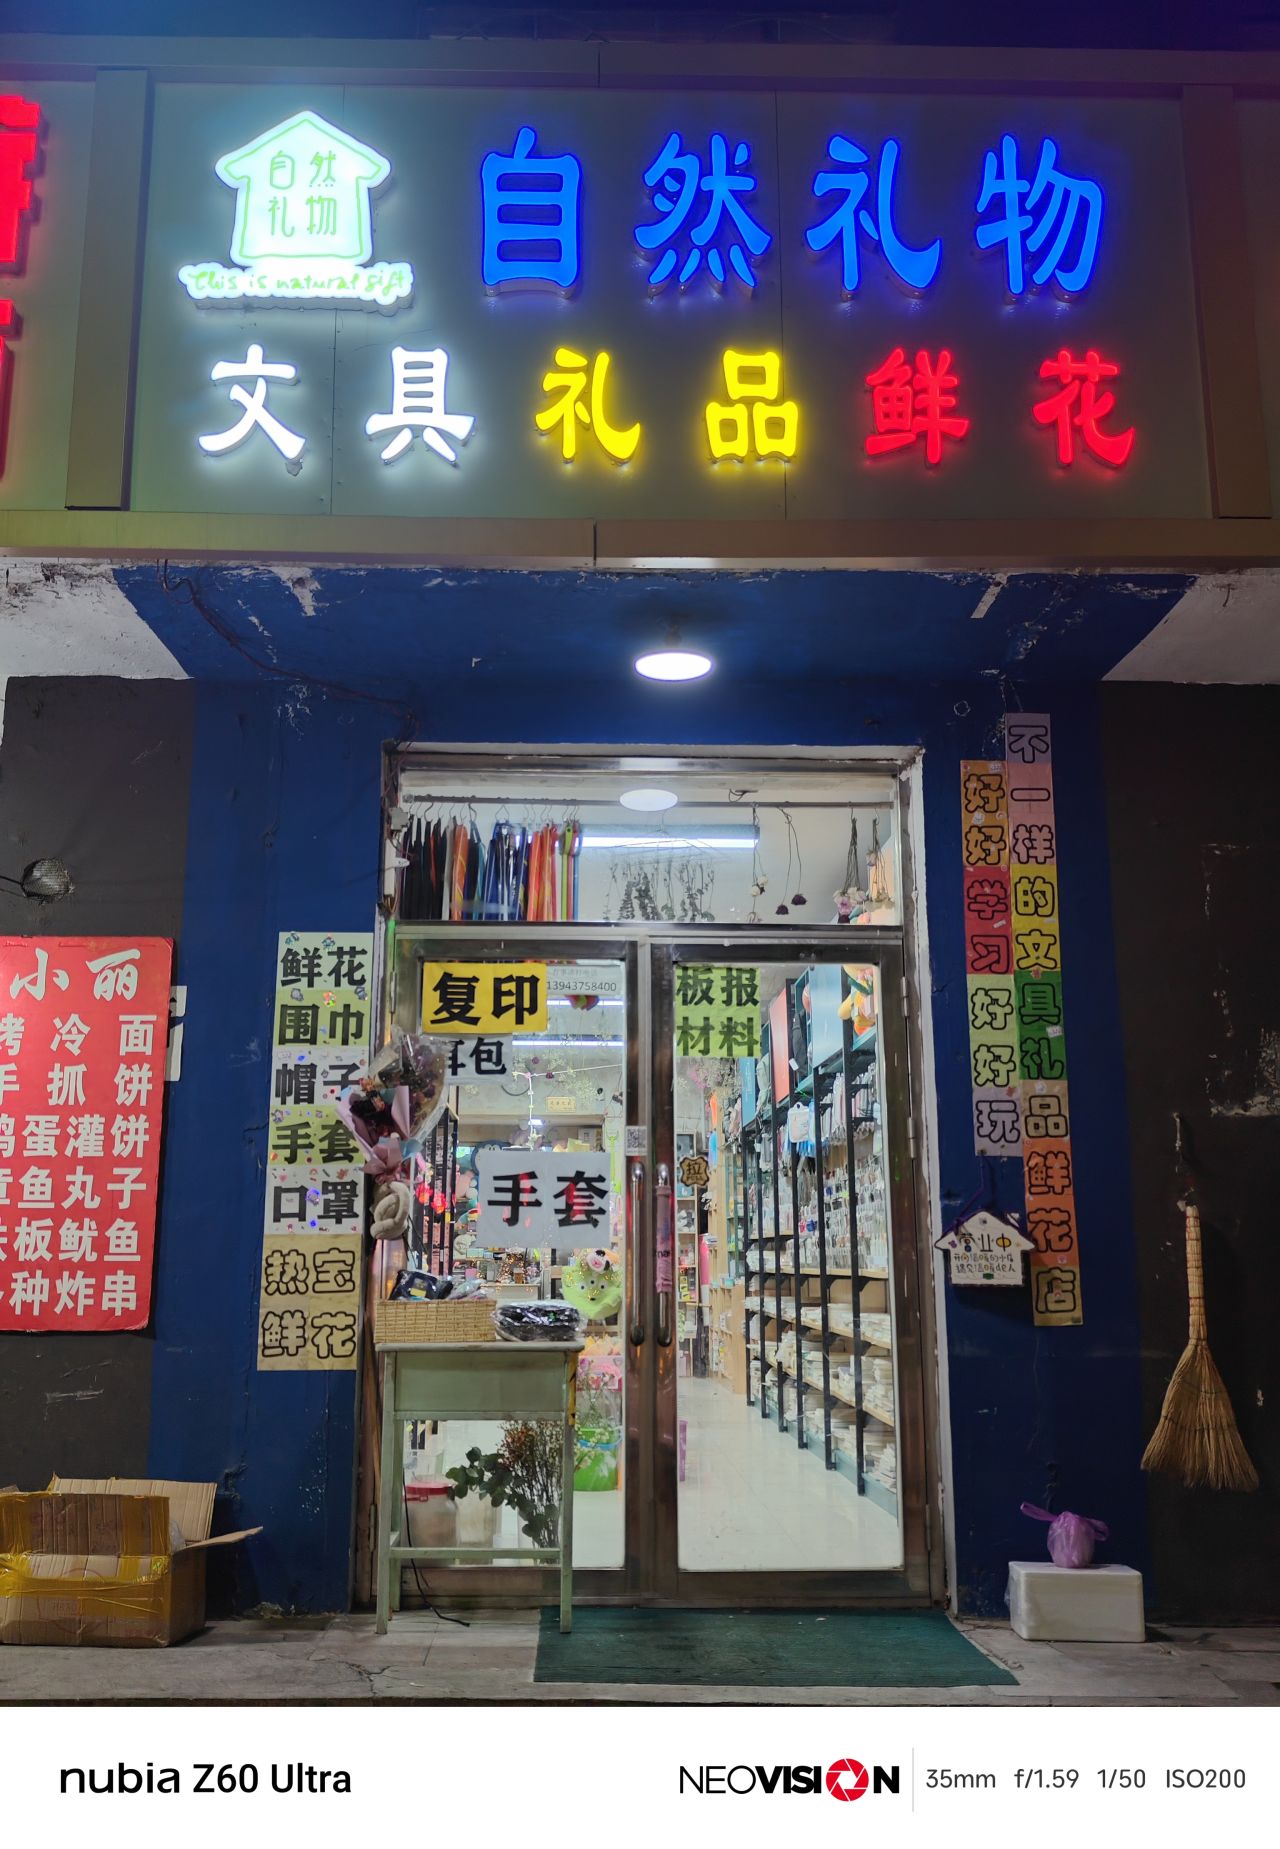 自然
礼物
This is natural gift
自然礼物
文具 礼品 鲜花
小丽
烤冷面
手抓饼
鸡蛋灌饼
章鱼丸子
铁板鱿鱼
各种炸串
鲜花
围巾
帽子
手套
口罩
热宝
鲜花
复印
13943758400
耳包
手套
板报
材料
拉
好好学习好好玩
不一样的文具礼品鲜花店
营业中
nubia Z60 Ultra
NEOVISION
35mm f/1.59 1/50 ISO200